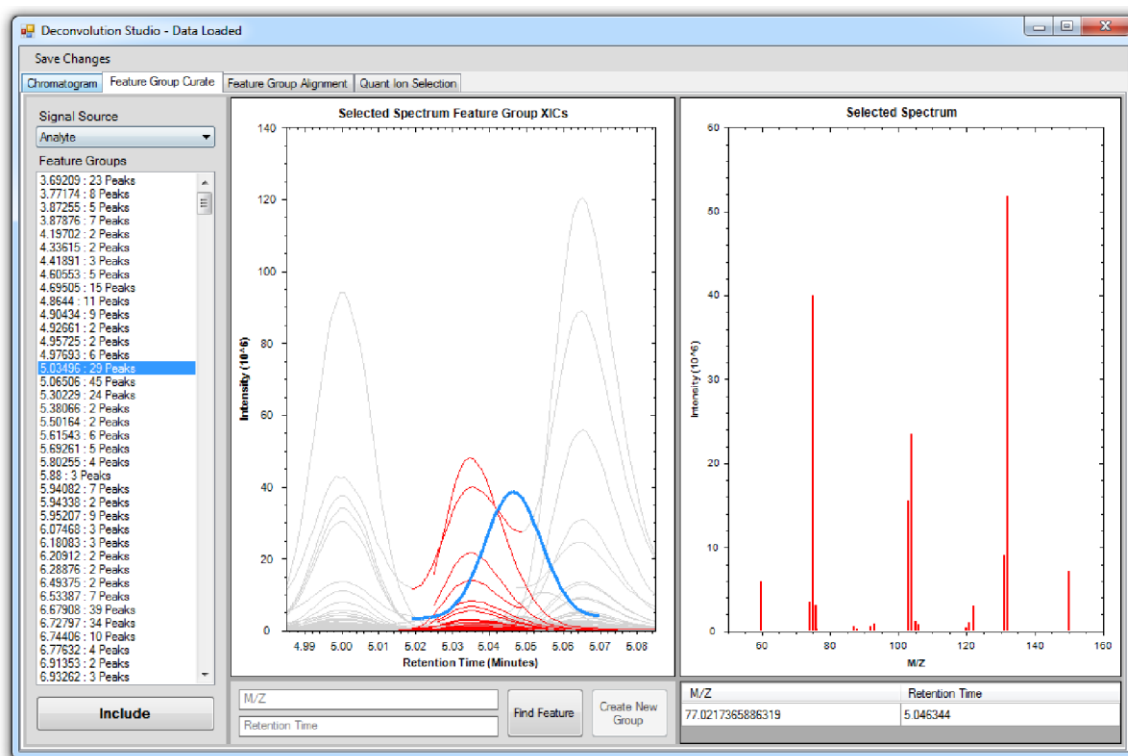 Deconvolution Studio - Data Loaded
Save Changes
Chromatogram Feature Group Curate Feature Group Alignment Quant Ion Selection
Signal Source
Analyte
Feature Groups
3.69209 : 23 Peaks
3.77174 : 8 Peaks
3.87255 : 5 Peaks
3.87876 : 7 Peaks
4.19702 : 2 Peaks
4.33615 : 2 Peaks
4.41891 : 3 Peaks
4.60553 : 5 Peaks
4.69505 : 15 Peaks
4.8644 : 11 Peaks
4.90434 : 9 Peaks
4.92661 : 2 Peaks
4.95725 : 2 Peaks
4.97693 : 6 Peaks
5.03496 : 29 Peaks
5.06506 : 45 Peaks
5.30229 : 24 Peaks
5.38066 : 2 Peaks
5.50164 : 2 Peaks
5.61543 : 6 Peaks
5.69261 : 5 Peaks
5.80255 : 4 Peaks
5.88 : 3 Peaks
5.94082 : 7 Peaks
5.94338 : 2 Peaks
5.95207 : 9 Peaks
6.07468 : 3 Peaks
6.18083 : 3 Peaks
6.20912 : 2 Peaks
6.28876 : 2 Peaks
6.49375 : 2 Peaks
6.53387 : 7 Peaks
6.67908 : 39 Peaks
6.72797 : 34 Peaks
6.74406 : 10 Peaks
6.77632 : 4 Peaks
6.91353 : 2 Peaks
6.93262 : 3 Peaks
Include
Selected Spectrum Feature Group XICs
140
120
100
80
60
40
20
0
Intensity (10^6)
4.99 5.00 5.01 5.02 5.03 5.04 5.05 5.06 5.07 5.08
Retention Time (Minutes)
M/Z
Retention Time
Find Feature
Create New
Group
Selected Spectrum
60
50
40
30
20
10
0
Intensity (10^6)
60 80 100 120 140 160
M/Z
M/Z Retention Time
77.0217365886319 5.046344